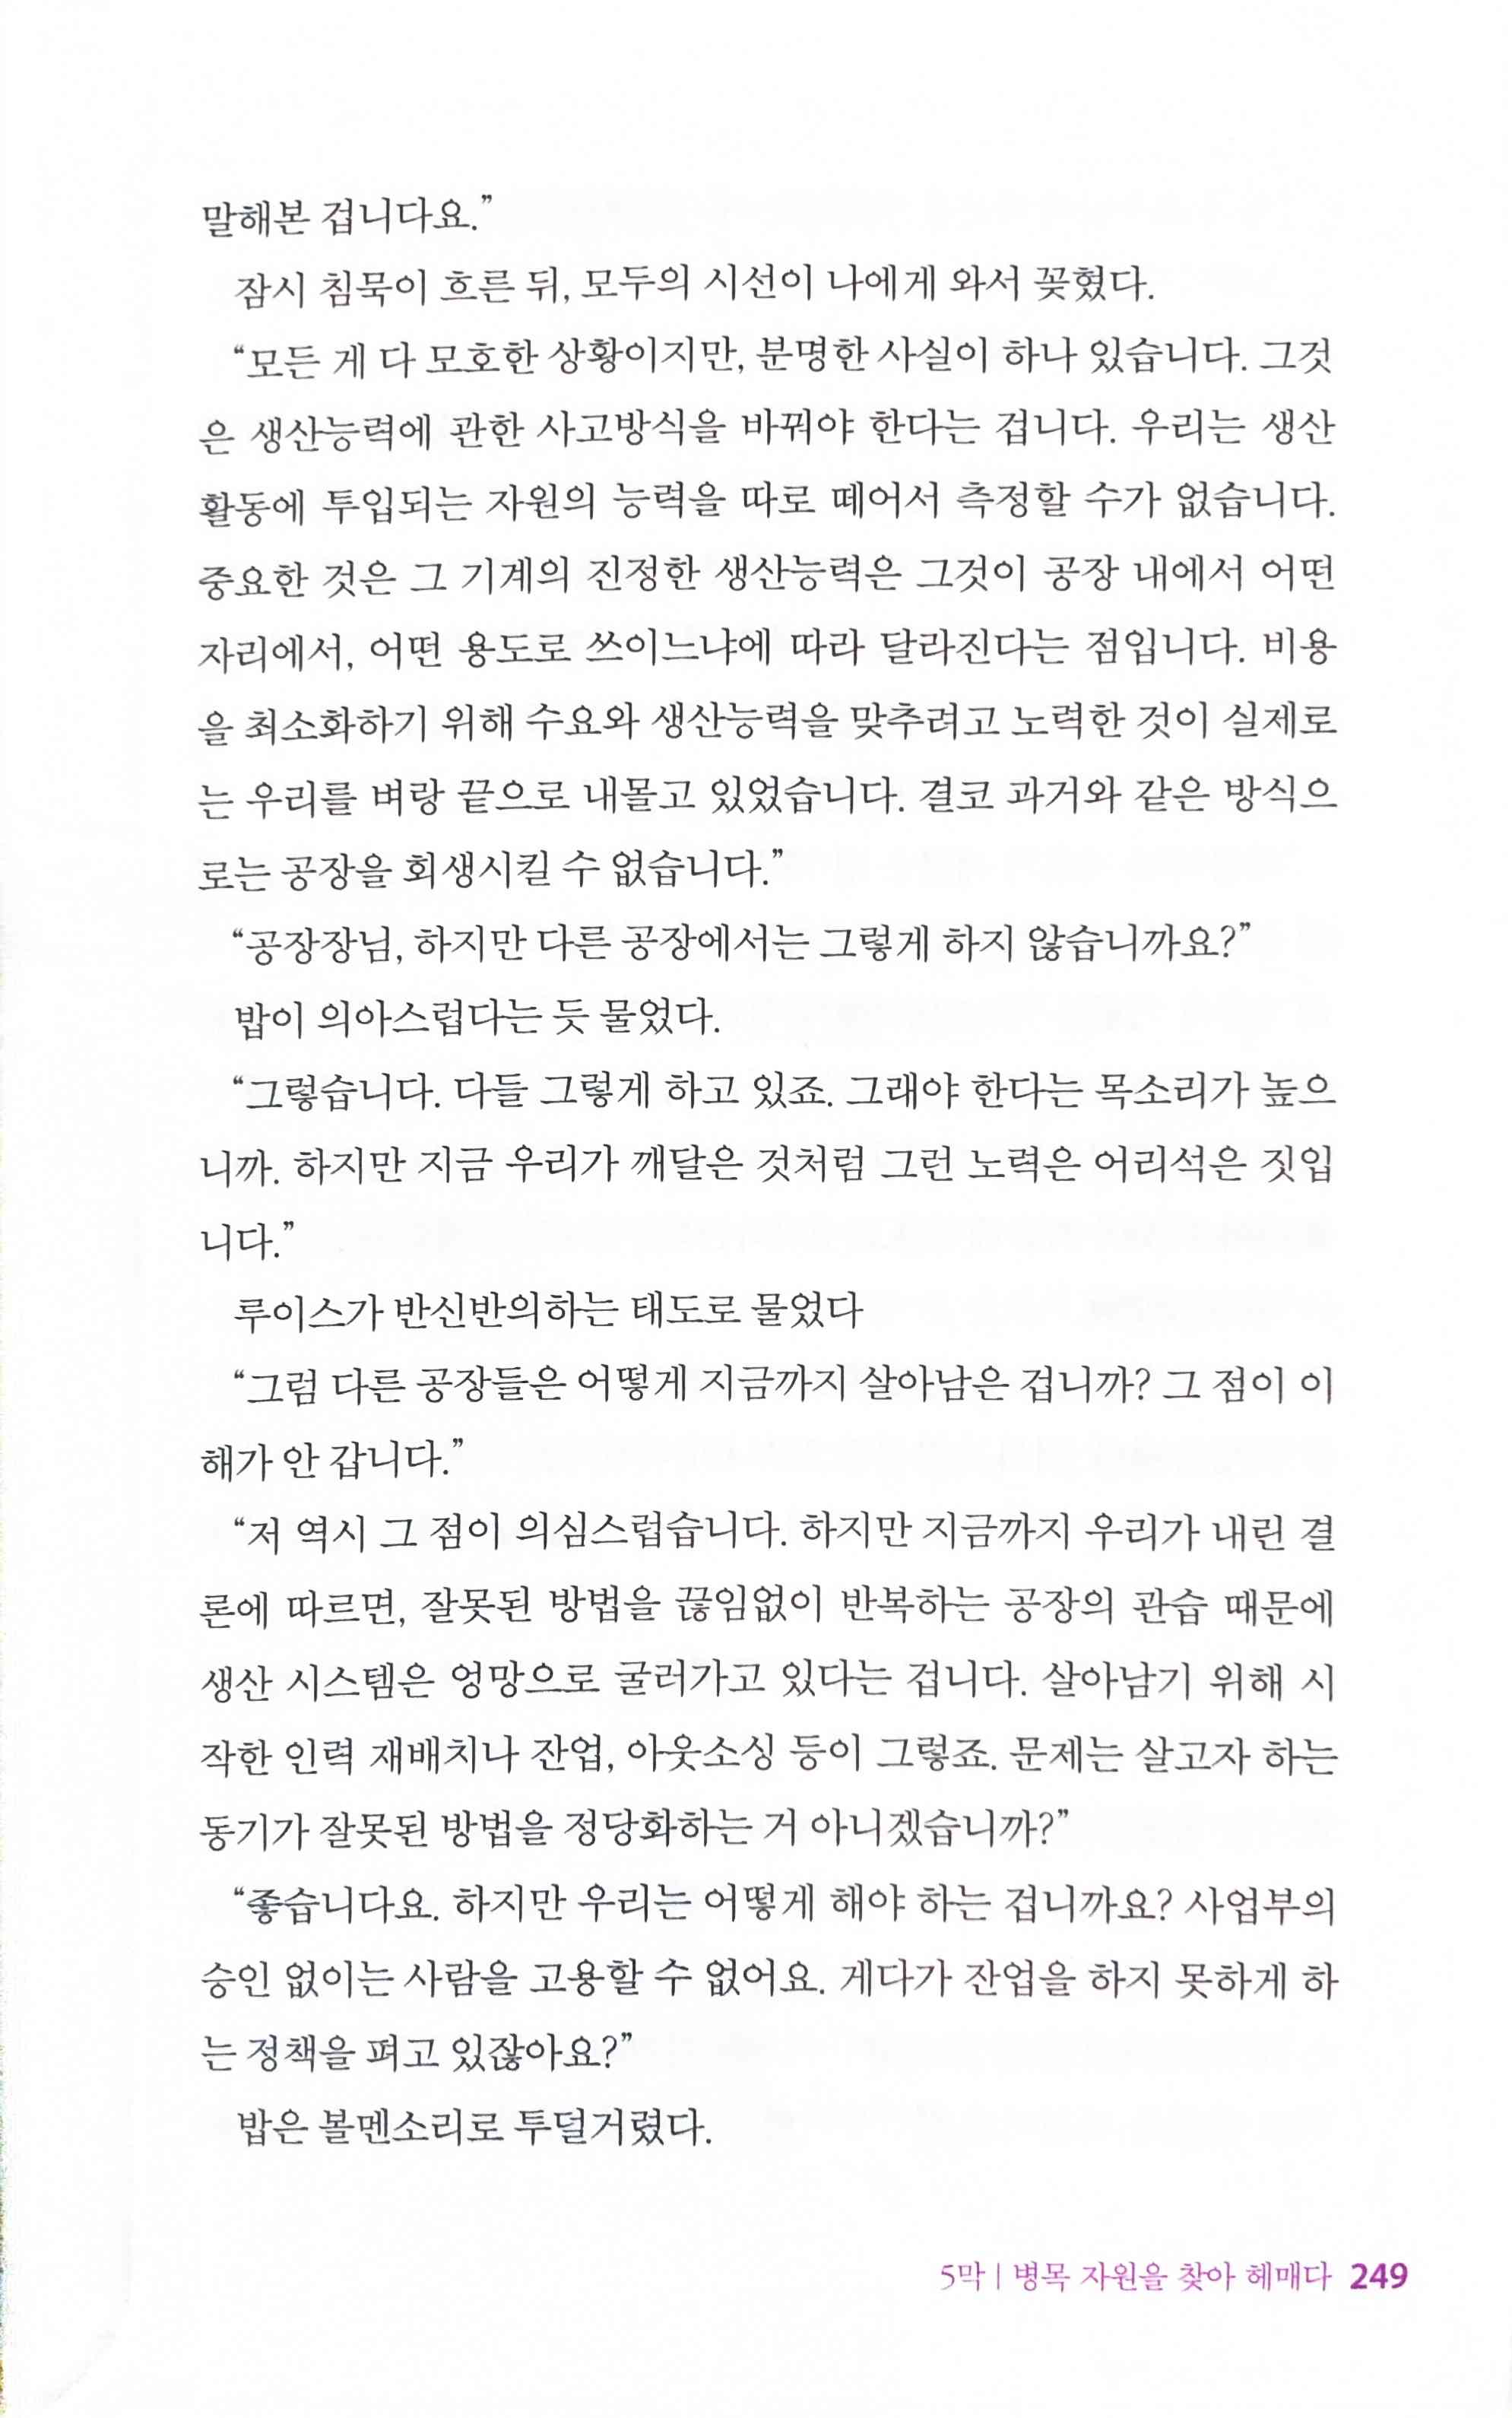 말해본 겁니다요.”
잠시 침묵이 흐른 뒤, 모두의 시선이 나에게 와서 꽂혔다.
“모든 게 다 모호한 상황이지만, 분명한 사실이 하나 있습니다. 그것
은 생산능력에 관한 사고방식을 바꿔야 한다는 겁니다. 우리는 생산
활동에 투입되는 자원의 능력을 따로 떼어서 측정할 수가 없습니다.
중요한 것은 그 기계의 진정한 생산능력은 그것이 공장 내에서 어떤
자리에서, 어떤 용도로 쓰이느냐에 따라 달라진다는 점입니다. 비용
을 최소화하기 위해 수요와 생산능력을 맞추려고 노력한 것이 실제로
는 우리를 벼랑 끝으로 내몰고 있었습니다. 결코 과거와 같은 방식으
로는 공장을 회생시킬 수 없습니다.”
“공장장님, 하지만 다른 공장에서는 그렇게 하지 않습니까요?”
밥이 의아스럽다는 듯 물었다.
“그렇습니다. 다들 그렇게 하고 있죠. 그래야 한다는 목소리가 높으
니까. 하지만 지금 우리가 깨달은 것처럼 그런 노력은 어리석은 짓입
니다.”
루이스가 반신반의하는 태도로 물었다
“그럼 다른 공장들은 어떻게 지금까지 살아남은 겁니까? 그 점이 이
해가 안 갑니다.”
“저 역시 그 점이 의심스럽습니다. 하지만 지금까지 우리가 내린 결
론에 따르면, 잘못된 방법을 끊임없이 반복하는 공장의 관습 때문에
생산 시스템은 엉망으로 굴러가고 있다는 겁니다. 살아남기 위해 시
작한 인력 재배치나 잔업, 아웃소싱 등이 그렇죠. 문제는 살고자 하는
동기가 잘못된 방법을 정당화하는 거 아니겠습니까?”
“좋습니다요. 하지만 우리는 어떻게 해야 하는 겁니까요? 사업부의
승인 없이는 사람을 고용할 수 없어요. 게다가 잔업을 하지 못하게 하
는 정책을 펴고 있잖아요?”
밥은 볼멘소리로 투덜거렸다.
5막 | 병목 자원을 찾아 헤매다 249